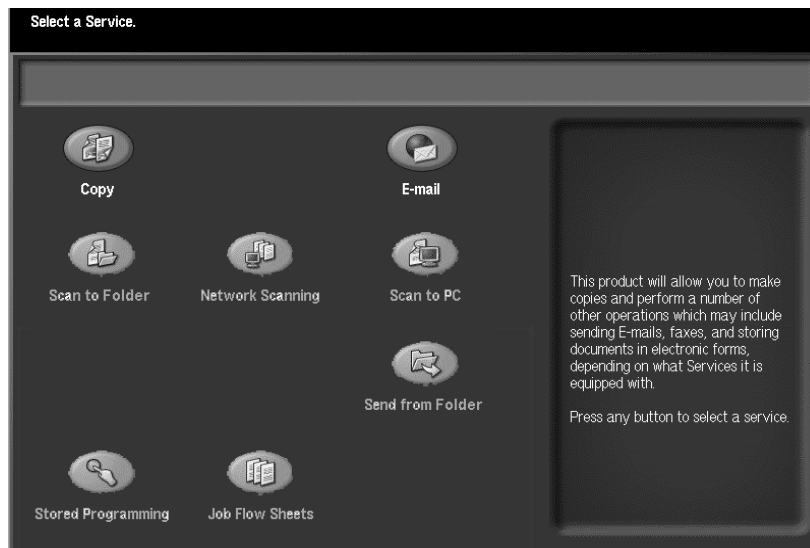 Select a Service.
Copy
E-mail
Scan to Folder
Network Scanning
Scan to PC
Send from Folder
Stored Programming
Job Flow Sheets
This product will allow you to make
copies and perform a number of
other operations which may include
sending E-mails, faxes, and storing
documents in electronic forms,
depending on what Services it is
equipped with.
Press any button to select a service.